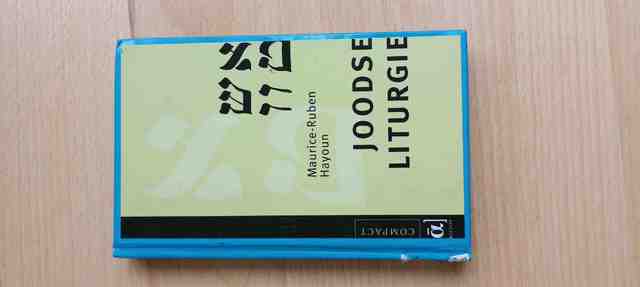 Maurice-Ruben
Hayoun
JOODSE
LITURGIE
COMPACT